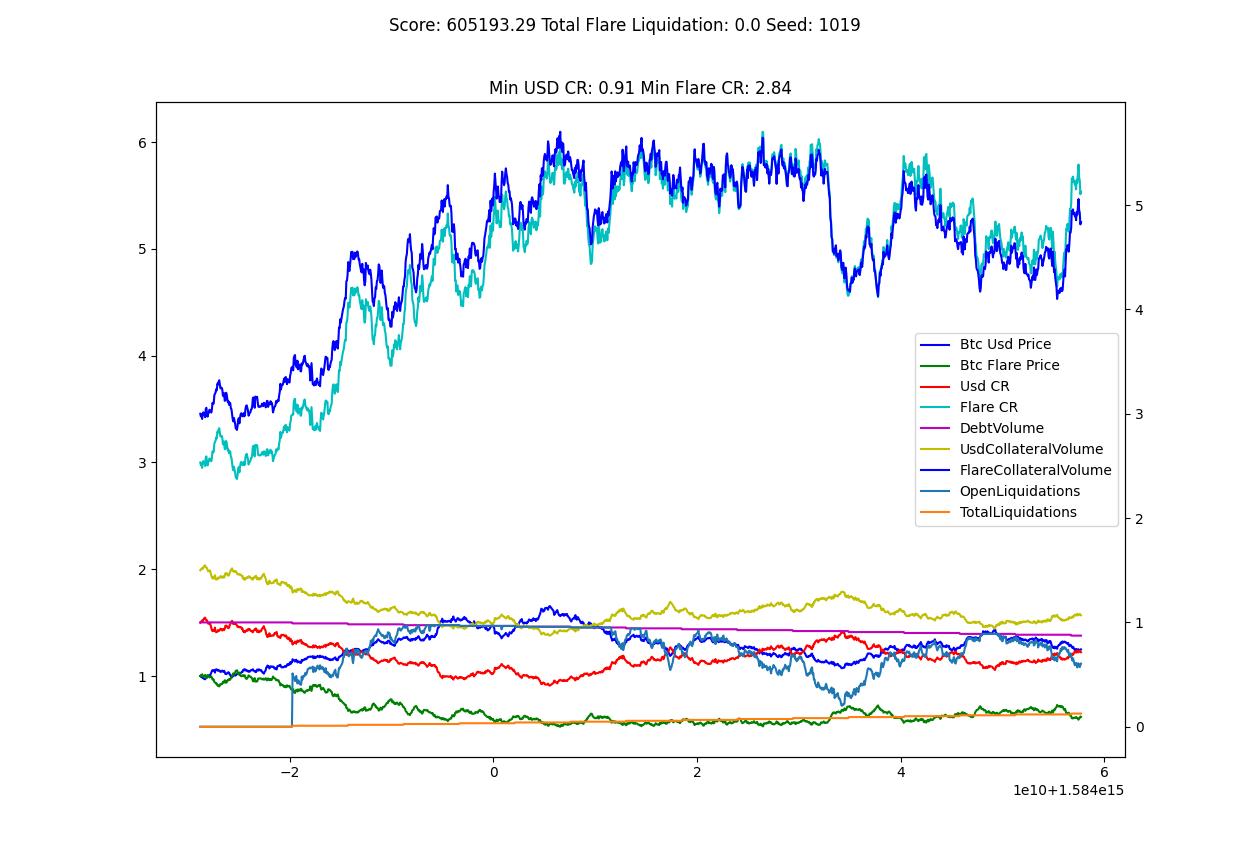 Score: 605193.29 Total Flare Liquidation: 0.0 Seed: 1019
Min USD CR: 0.91 Min Flare CR: 2.84
6
5
4
3
2
1
5
4
3
2
1
0
Btc Usd Price
Btc Flare Price
Usd CR
Flare CR
DebtVolume
UsdCollateralVolume
FlareCollateralVolume
OpenLiquidations
TotalLiquidations
−2 0 2 4 6
1e10+1.584e15